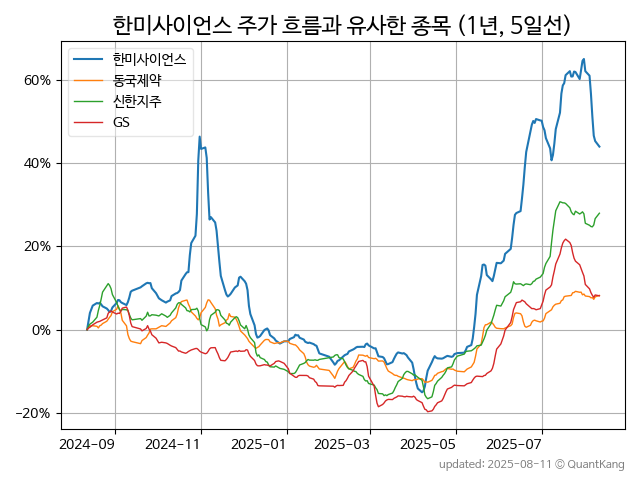 한미사이언스 주가 흐름과 유사한 종목 (1년, 5일선)
한미사이언스
동국제약
신한지주
GS
60%
40%
20%
0%
−20%
2024-09 2024-11 2025-01 2025-03 2025-05 2025-07
updated: 2025-08-11 © QuantKang